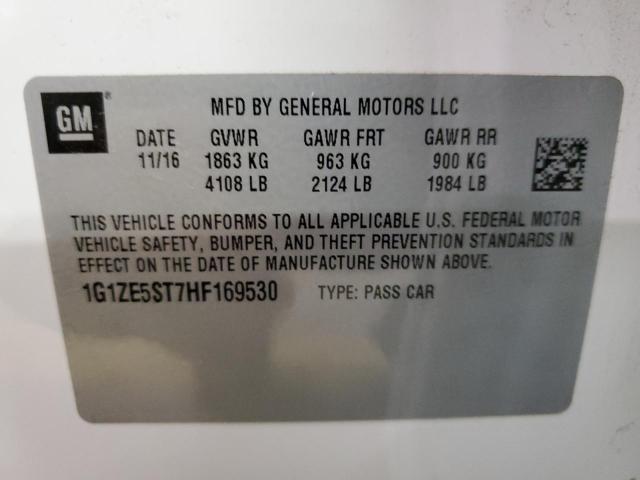 GM ®
MFD BY GENERAL MOTORS LLC
DATE GVWR GAWR FRT GAWR RR
11/16 1863 KG 963 KG 900 KG
4108 LB 2124 LB 1984 LB
THIS VEHICLE CONFORMS TO ALL APPLICABLE U.S. FEDERAL MOTOR
VEHICLE SAFETY, BUMPER, AND THEFT PREVENTION STANDARDS IN
EFFECT ON THE DATE OF MANUFACTURE SHOWN ABOVE.
1G1ZE5ST7HF169530 TYPE: PASS CAR